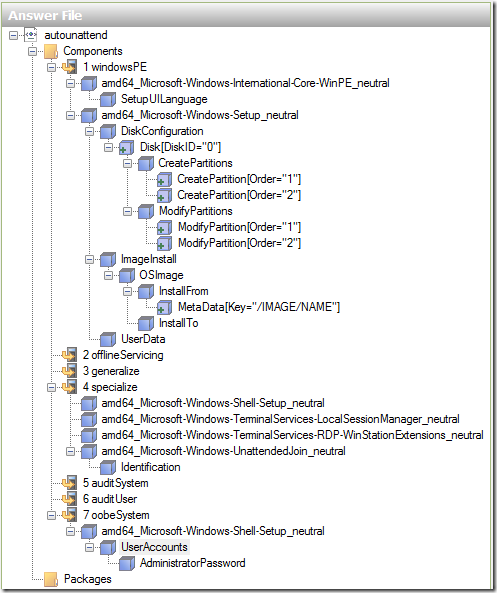 Answer File
autounattend
Components
1 windowsPE
amd64_Microsoft-Windows-International-Core-WinPE_neutral
SetupUILanguage
amd64_Microsoft-Windows-Setup_neutral
DiskConfiguration
Disk[DiskID="0"]
CreatePartitions
CreatePartition[Order="1"]
CreatePartition[Order="2"]
ModifyPartitions
ModifyPartition[Order="1"]
ModifyPartition[Order="2"]
ImageInstall
OSImage
InstallFrom
MetaData[Key="/IMAGE/NAME"]
InstallTo
UserData
2 offlineServicing
3 generalize
4 specialize
amd64_Microsoft-Windows-Shell-Setup_neutral
amd64_Microsoft-Windows-TerminalServices-LocalSessionManager_neutral
amd64_Microsoft-Windows-TerminalServices-RDP-WinStationExtensions_neutral
amd64_Microsoft-Windows-UnattendedJoin_neutral
Identification
5 auditSystem
6 auditUser
7 oobeSystem
amd64_Microsoft-Windows-Shell-Setup_neutral
UserAccounts
AdministratorPassword
Packages